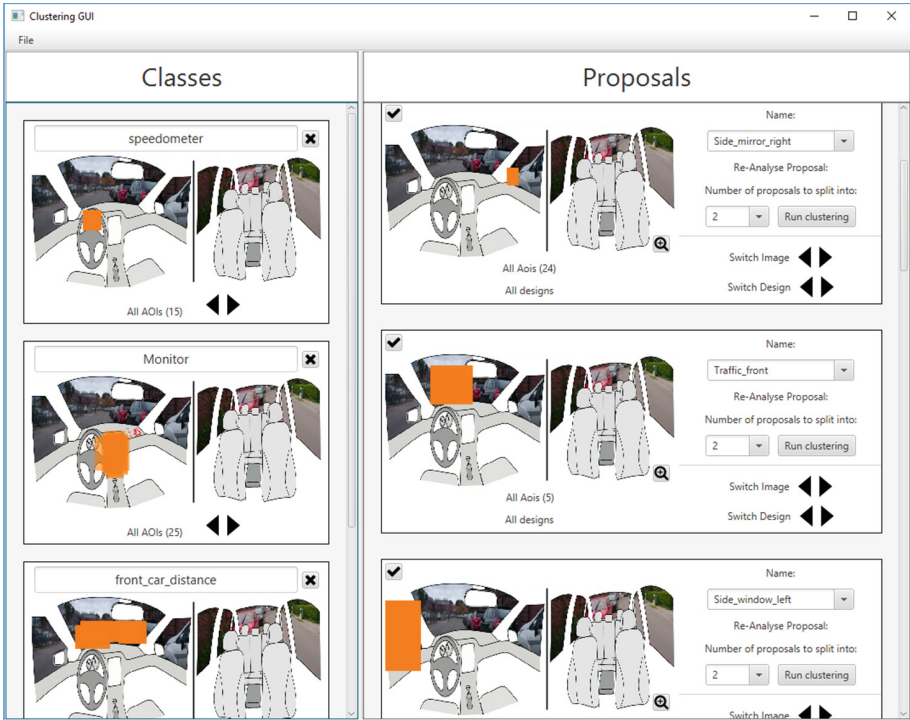 Clustering GUI
File
Classes
speedometer
All AOIs (15)
Monitor
All AOIs (25)
front_car_distance
Proposals
Name:
Side_mirror_right
Re-Analyse Proposal:
Number of proposals to split into:
2
Run clustering
All Aois (24)
All designs
Switch Image
Switch Design
Name:
Traffic_front
Re-Analyse Proposal:
Number of proposals to split into:
2
Run clustering
All Aois (5)
All designs
Switch Image
Switch Design
Name:
Side_window_left
Re-Analyse Proposal:
Number of proposals to split into:
2
Run clustering
Switch Image